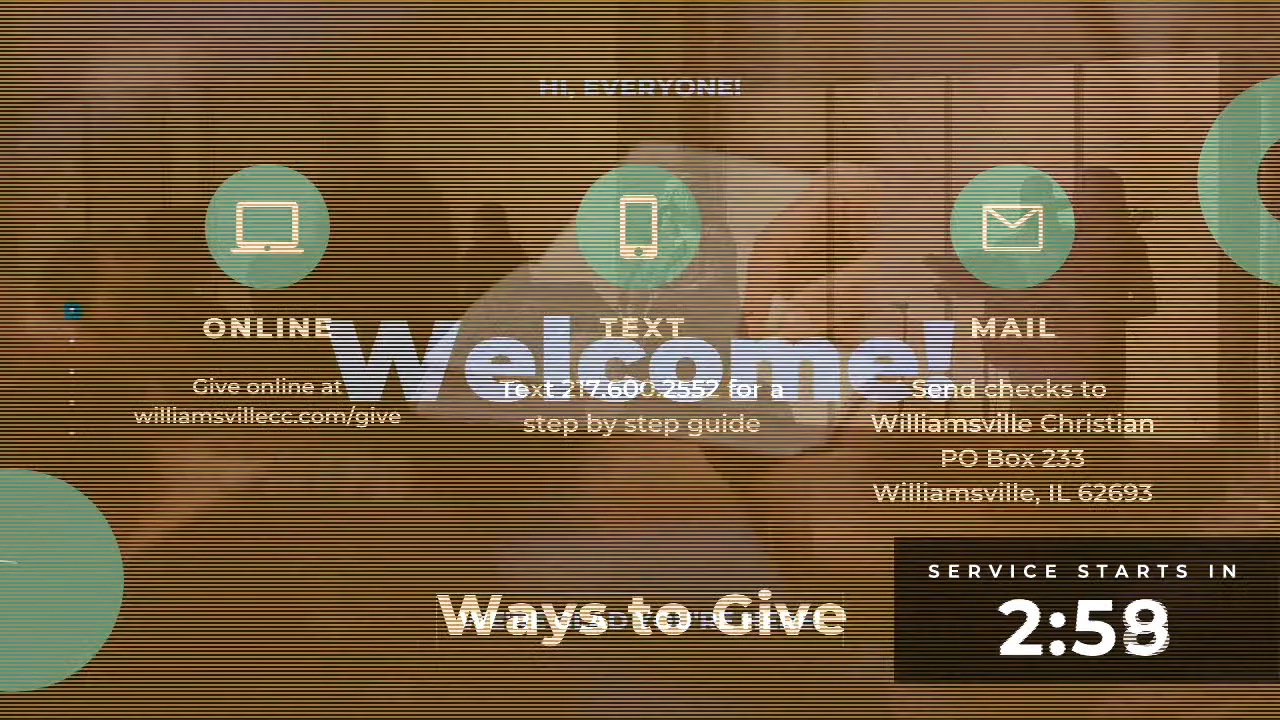 HI, EVERYONE!
ONLINE
Give online at
williamsvillecc.com/give
Welcome!
TEXT
Text 217.600.2552 for a
step by step guide
MAIL
Send checks to
Williamsville Christian
PO Box 233
Williamsville, IL 62693
Ways to Give
SERVICE STARTS IN